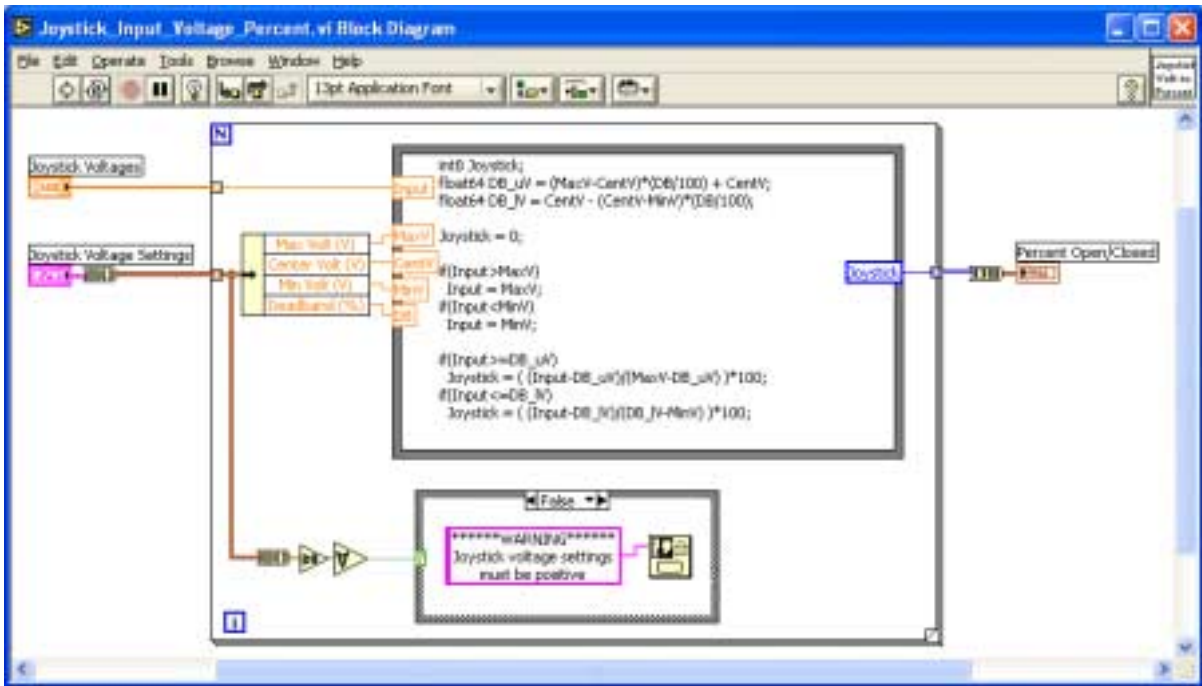 Joystick_Input_Voltage_Percent.vi Block Diagram
File Edit Operate Tools Browse Window Help
13pt Application Font
Joystick
Volt to
Percent
N
Joystick Voltages
Input
int8 Joystick;
float64 DB_uV = (MaxV-CentV)*(DB/100) + CentV;
float64 DB_lV = CentV - (CentV-MinV)*(DB/100);
Joystick Voltage Settings
Max Volt (V)
Center Volt (V)
Min Volt (V)
Deadband (%)
MaxV
CentV
MinV
DB
Joystick = 0;
if(Input>MaxV)
Input = MaxV;
if(Input<MinV)
Input = MinV;
if(Input>=DB_uV)
Joystick = ( (Input-DB_uV)/(MaxV-DB_uV) )*100;
if(Input<=DB_lV)
Joystick = ( (Input-DB_lV)/(DB_lV-MinV) )*100;
Joystick
Percent Open/Closed
False
******WARNING******
Joystick voltage settings
must be positive
i